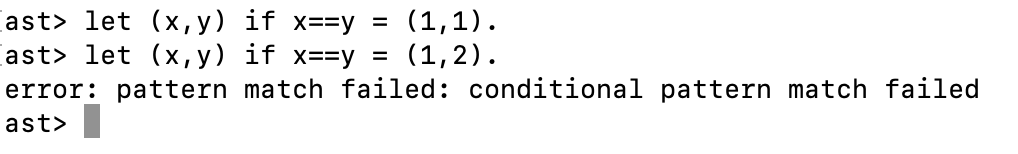 ast> let (x,y) if x==y = (1,1).
ast> let (x,y) if x==y = (1,2).
error: pattern match failed: conditional pattern match failed
ast>